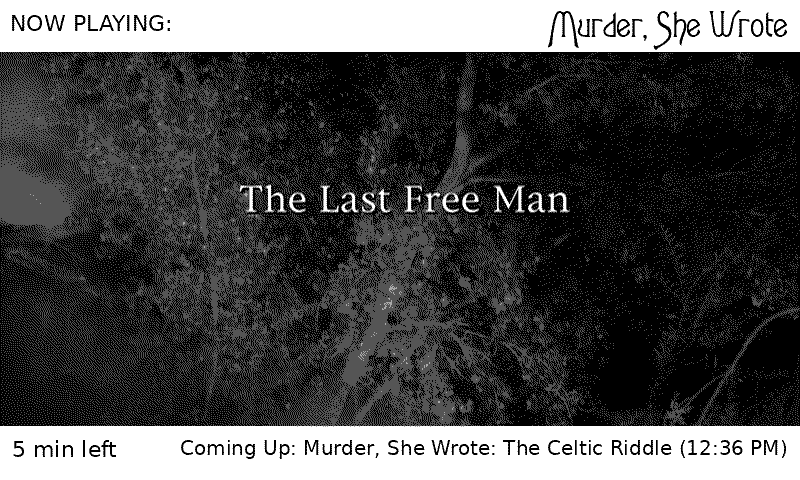 NOW PLAYING:
Murder, She Wrote
The Last Free Man
5 min left
Coming Up: Murder, She Wrote: The Celtic Riddle (12:36 PM)